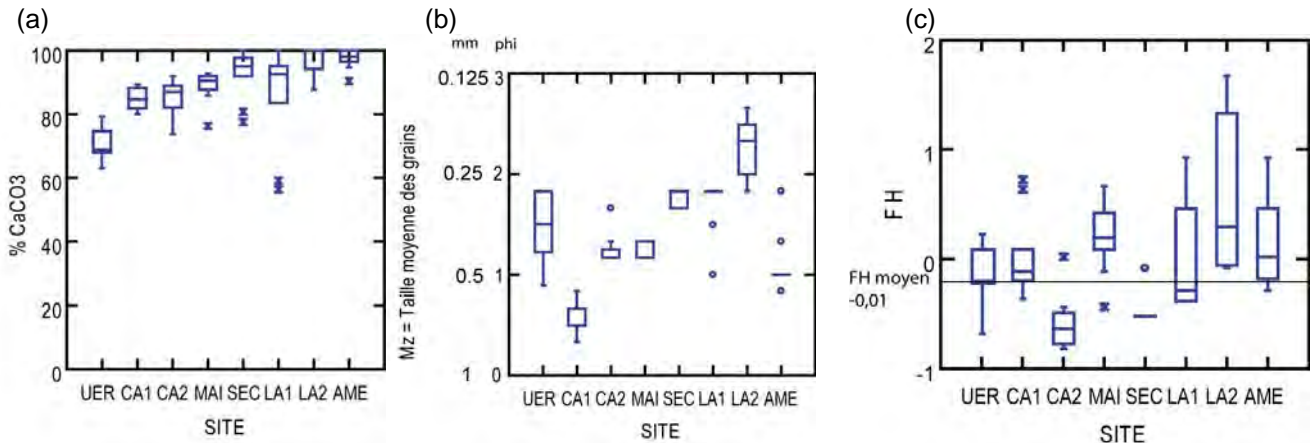 (a)
% CaCO3
100
80
60
40
20
0
UER CA1 CA2 MAI SEC LA1 LA2 AME
SITE
(b)
mm phi
Mz = Taille moyenne des grains
0.125 3
0.25 2
0.5 1
1 0
UER CA1 CA2 MAI SEC LA1 LA2 AME
SITE
(c)
F H
2
1
0
FH moyen
-0,01
-1
UER CA1 CA2 MAI SEC LA1 LA2 AME
SITE